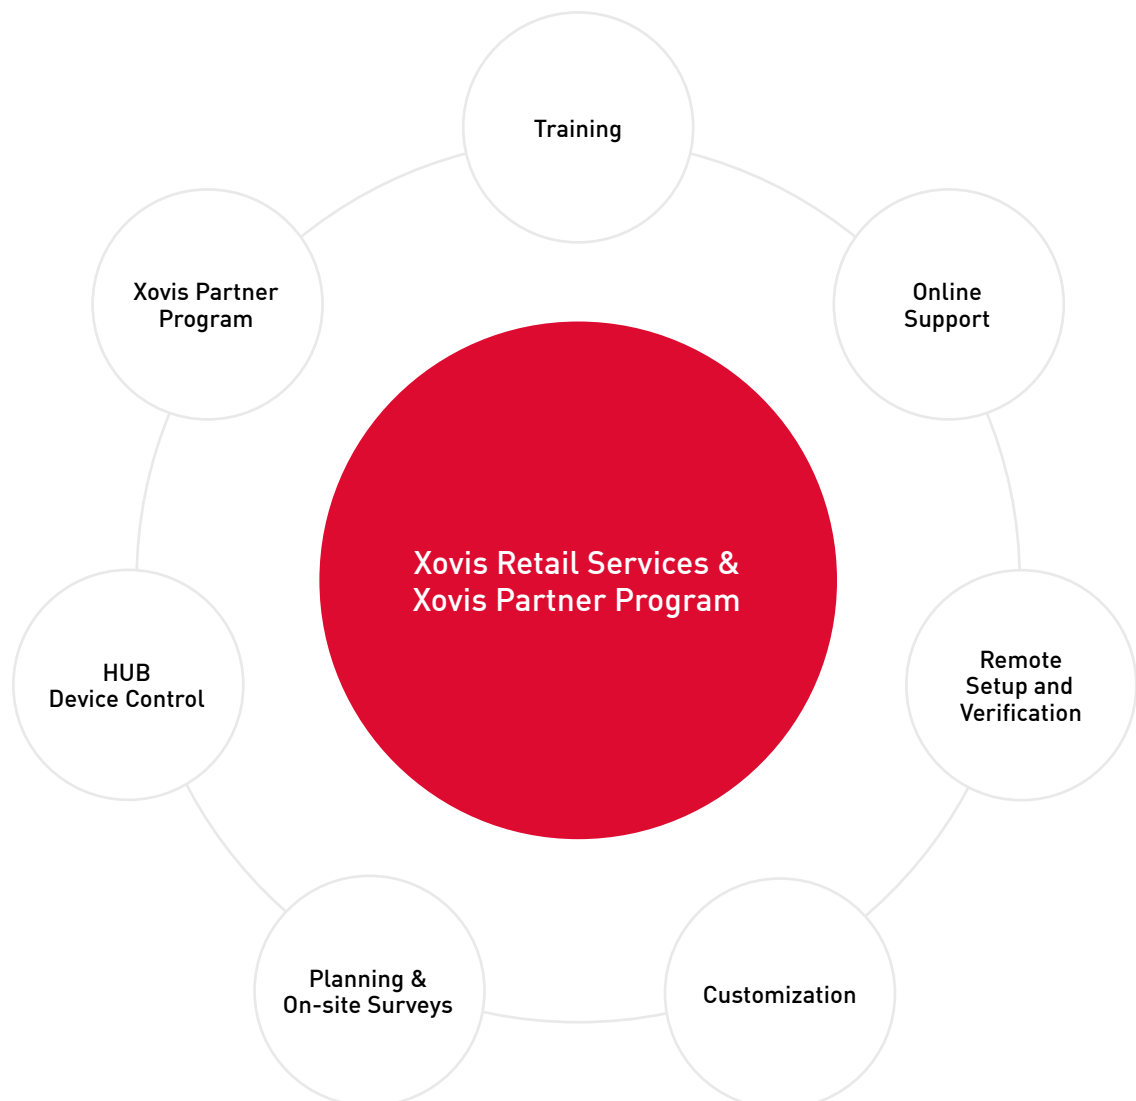 Training
Xovis Partner
Program
Online
Support
Xovis Retail Services &
Xovis Partner Program
HUB
Device Control
Remote
Setup and
Verification
Planning &
On-site Surveys
Customization